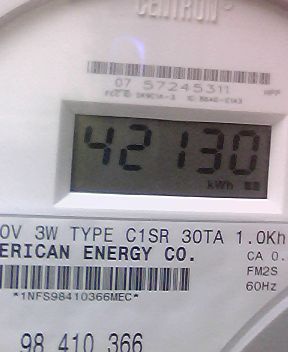 CENTRON
07 57245311
42130
kWh
0V 3W TYPE C1SR 30TA 1.0Kh
ERICAN ENERGY CO.
CA 0.
FM2S
60Hz
*1NFS98410366MEC*
98 410 366